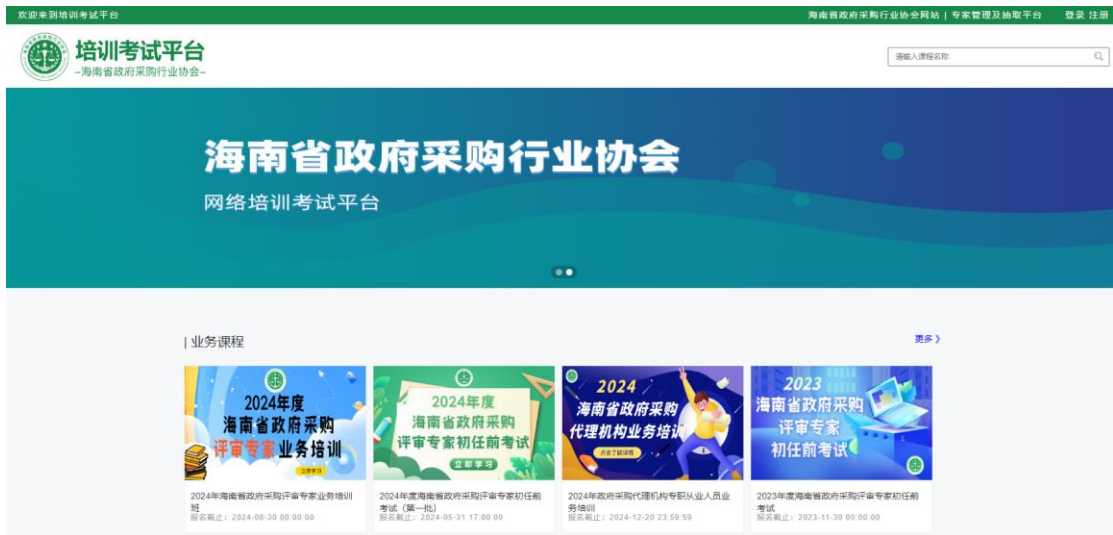 欢迎来到培训考试平台
海南省政府采购行业协会网站 | 专家管理及抽取平台 登录 注册
培训考试平台
-海南省政府采购行业协会-
请输入课程名称
海南省政府采购行业协会
网络培训考试平台
|业务课程
更多 》
2024年度
海南省政府采购
评审专家业务培训
立即学习
2024年海南省政府采购评审专家业务培训
班
报名截止：2024-08-30 00:00:00
2024年度
海南省政府采购
评审专家初任前考试
立即学习
2024年度海南省政府采购评审专家初任前
考试（第一批）
报名截止：2024-05-31 17:00:00
2024
海南省政府采购
代理机构业务培训
点击了解详情
2024年政府采购代理机构专职从业人员业
务培训
报名截止：2024-12-20 23:59:59
2023
海南省政府采购
评审专家
初任前考试
2023年度海南省政府采购评审专家初任前
考试
报名截止：2023-11-30 00:00:00